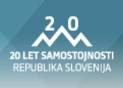 20
20 LET SAMOSTOJNOSTI
REPUBLIKA SLOVENIJA